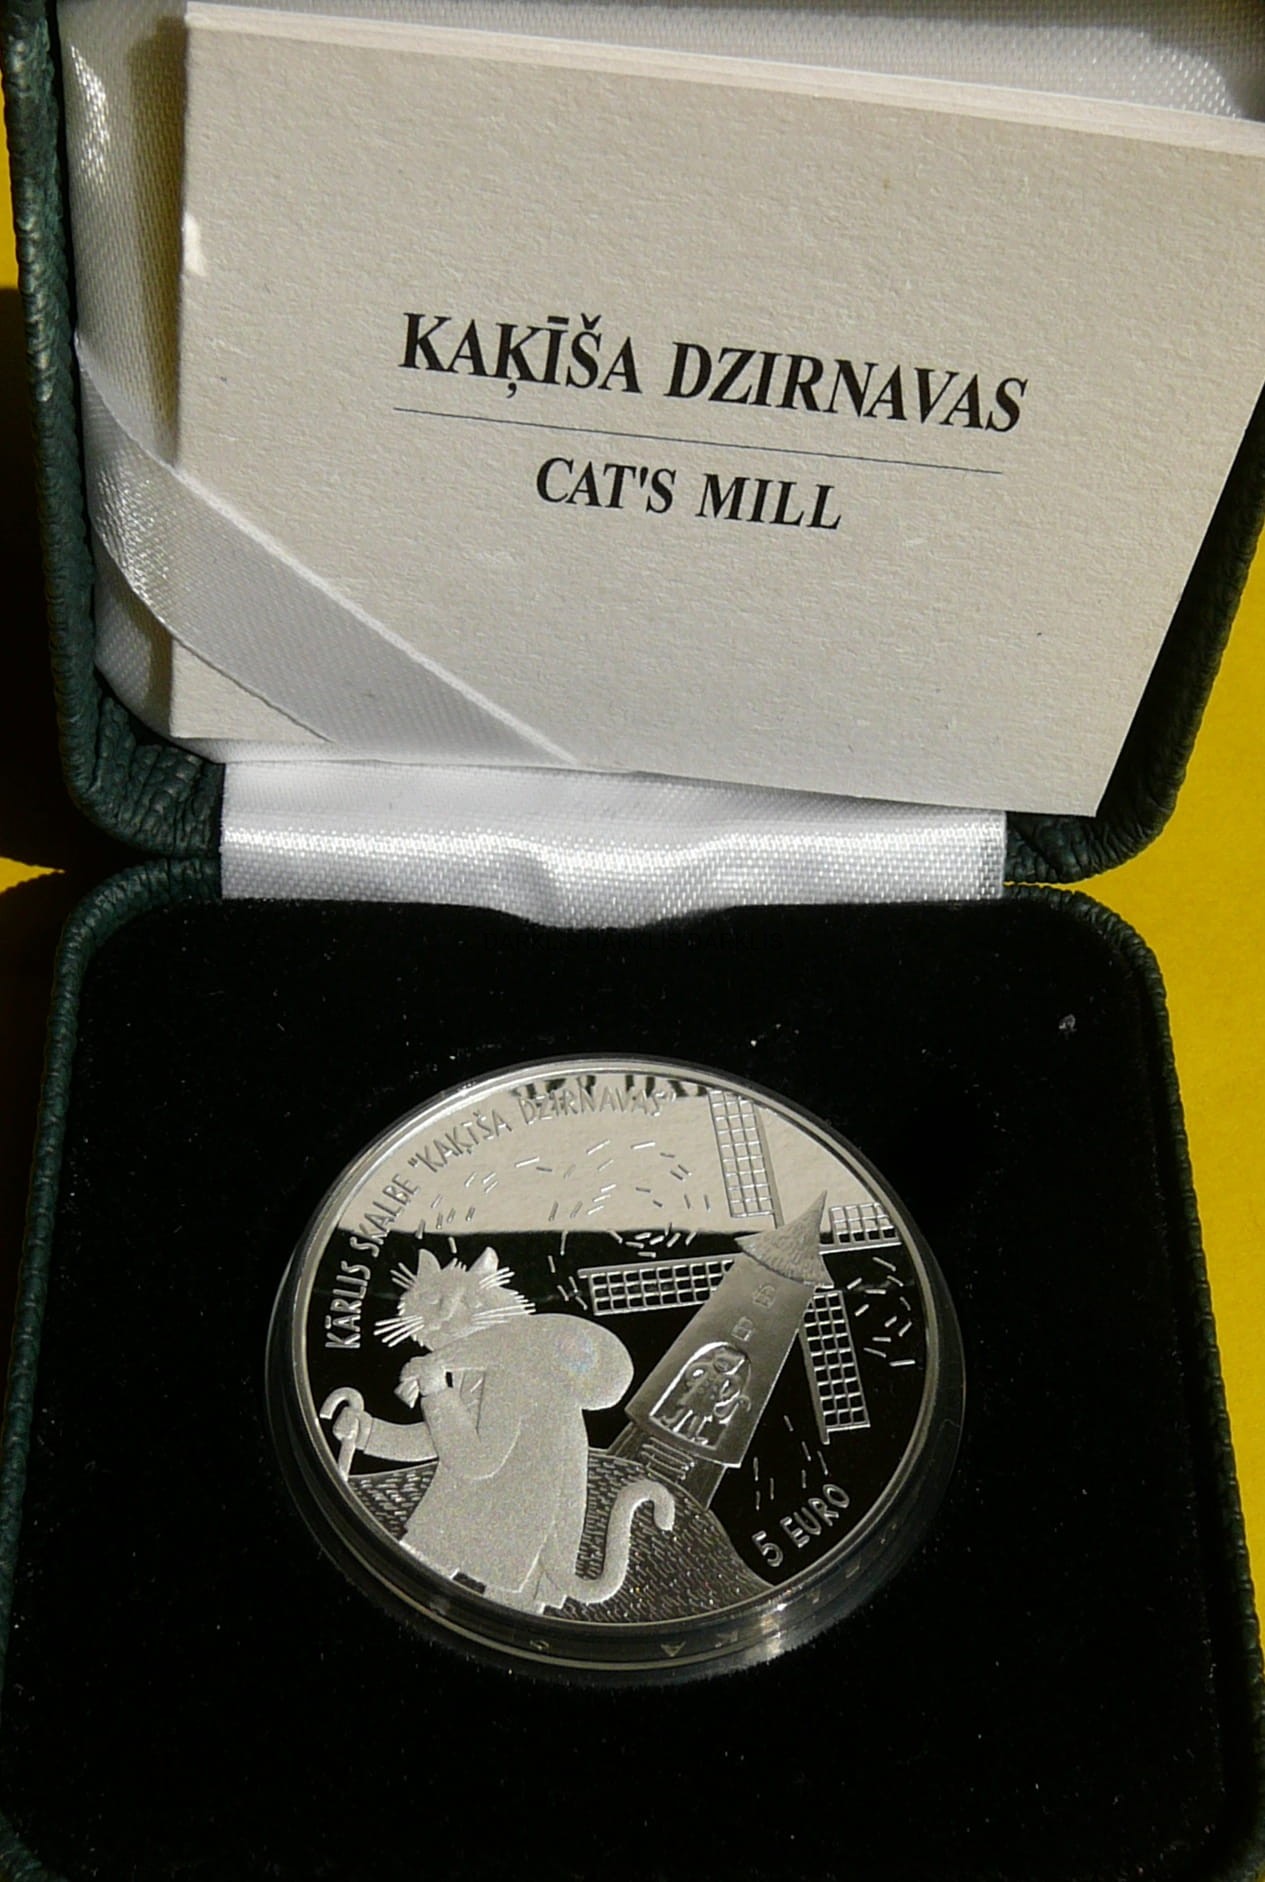 KAĶĪŠA DZIRNAVAS
CAT'S MILL
KĀRLIS SKALBE "KAĶĪŠA DZIRNAVAS"
5 EURO